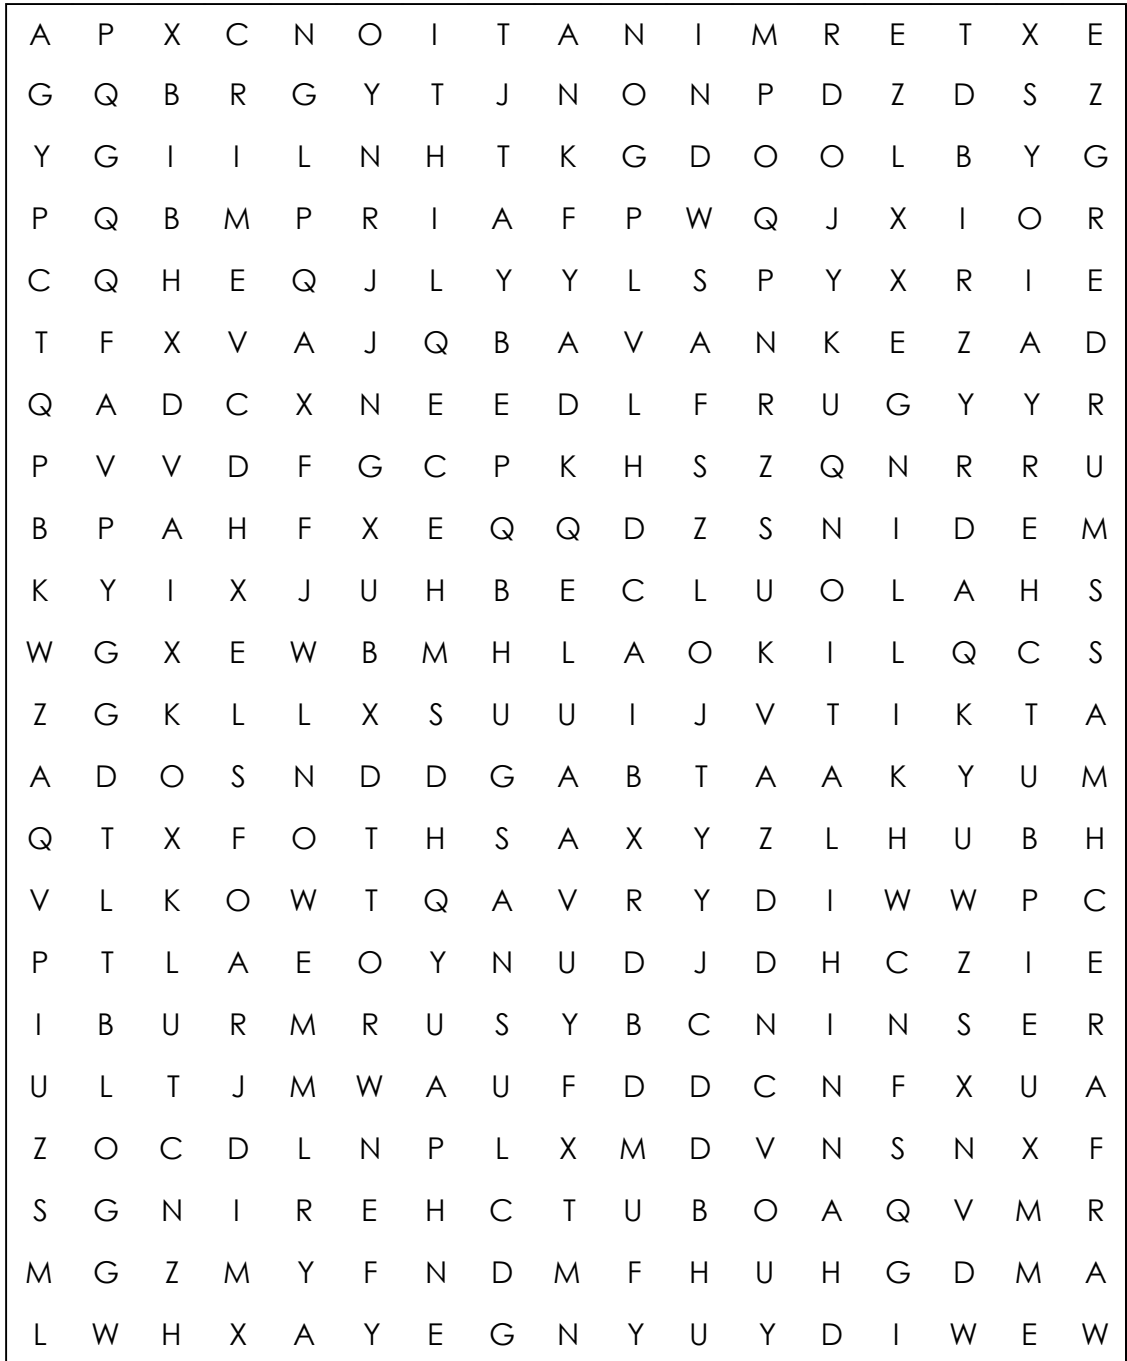 A P X C N O I T A N I M R E T X E
G Q B R G Y T J N O N P D Z D S Z
Y G I I L N H T K G D O O L B Y G
P Q B M P R I A F P W Q J X I O R
C Q H E Q J L Y Y L S P Y X R I E
T F X V A J Q B A V A N K E Z A D
Q A D C X N E E D L F R U G Y Y R
P V V D F G C P K H S Z Q N R R U
B P A H F X E Q Q D Z S N I D E M
K Y I X J U H B E C L U O L A H S
W G X E W B M H L A O K I L Q C S
Z G K L L X S U U I J V T I K T A
A D O S N D D G A B T A A K Y U M
Q T X F O T H S A X Y Z L H U B H
V L K O W T Q A V R Y D I W W P C
P T L A E O Y N U D J D H C Z I E
I B U R M R U S Y B C N I N S E R
U L T J M W A U F D D C N F X U A
Z O C D L N P L X M D V N S N X F
S G N I R E H C T U B O A Q V M R
M G Z M Y F N D M F H U H G D M A
L W H X A Y E G N Y U Y D I W E W